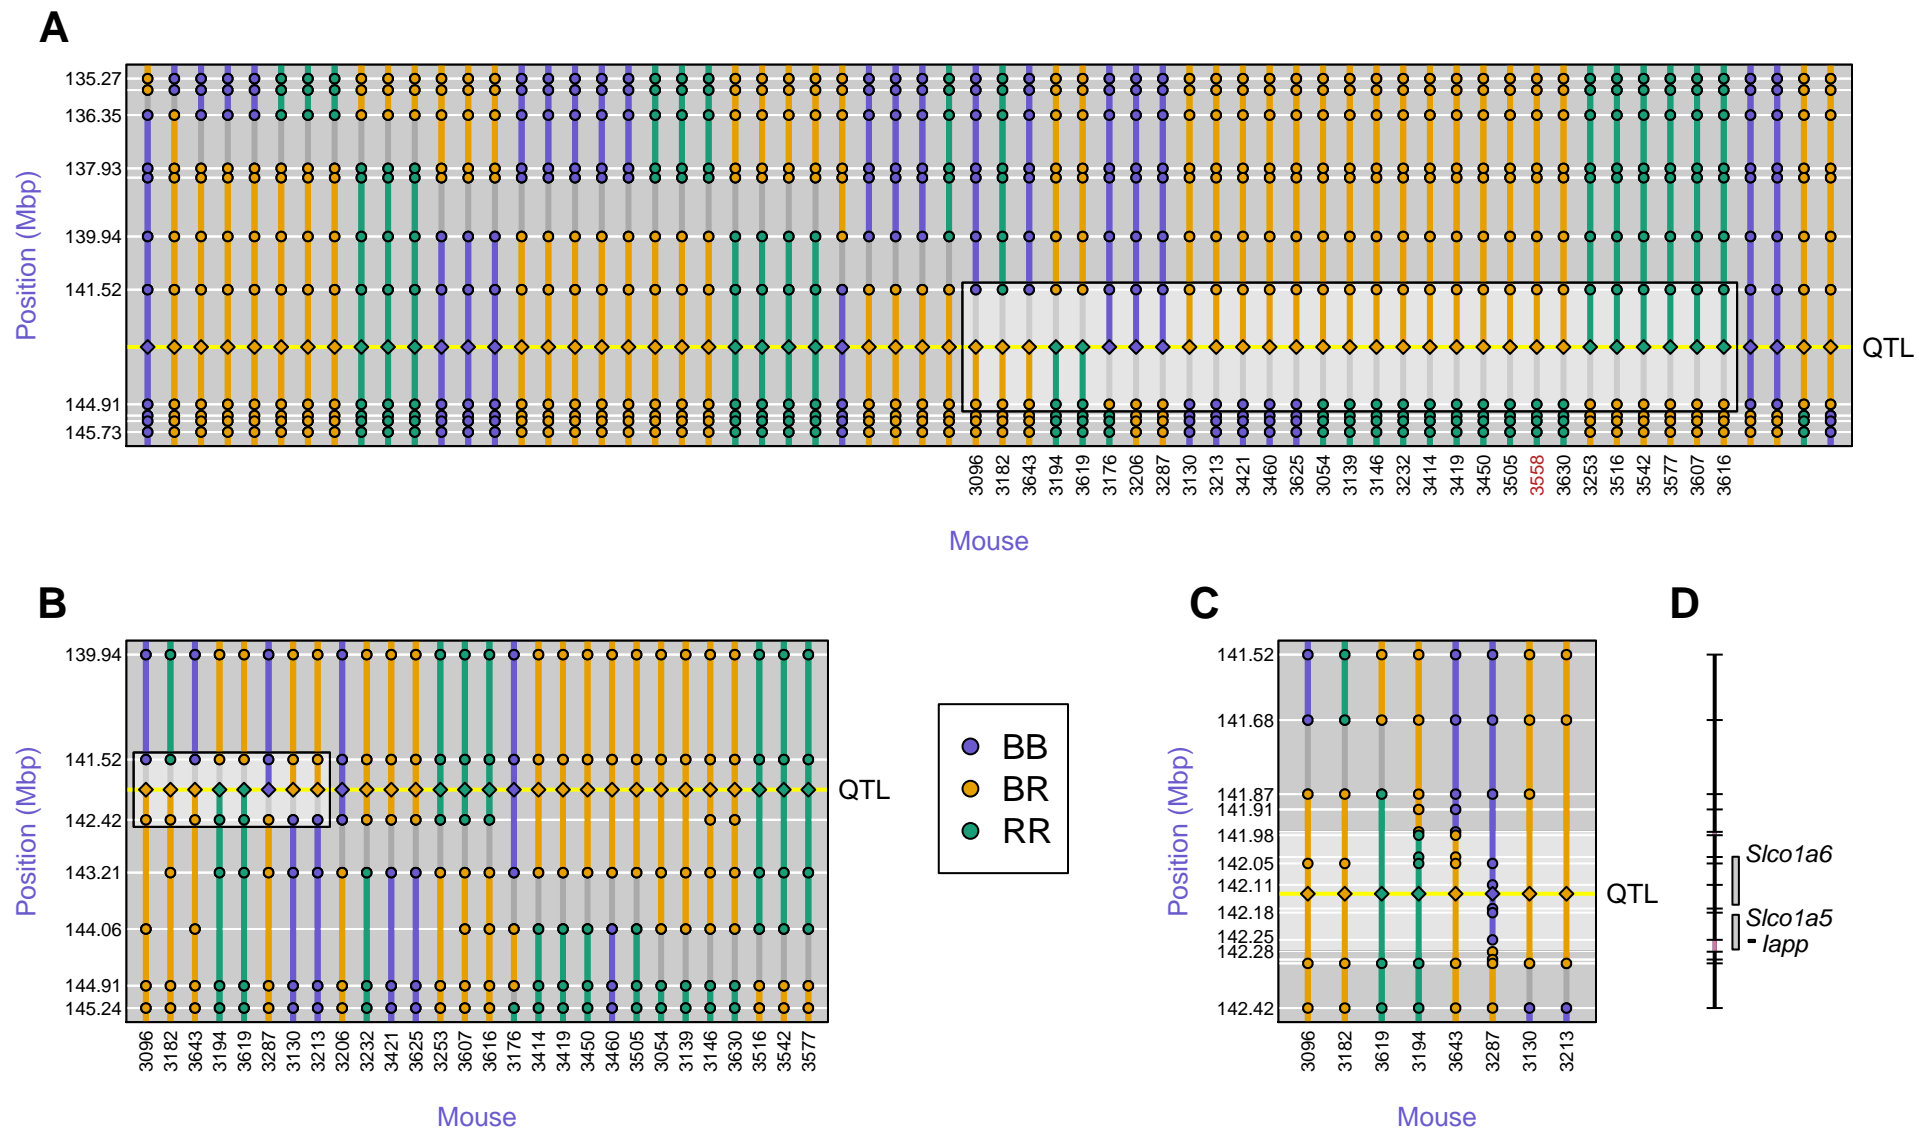 A
135.27
136.35
137.93
139.94
141.52
144.91
145.73
Position (Mbp)
QTL
3096 3182 3643 3194 3619 3176 3206 3287 3130 3213 3421 3460 3625 3054 3139 3146 3232 3414 3419 3450 3505 3558 3630 3253 3516 3542 3577 3607 3616
Mouse
B
139.94
141.52
142.42
143.21
144.06
144.91
145.24
Position (Mbp)
QTL
3096 3182 3643 3194 3619 3287 3130 3213 3206 3232 3421 3625 3253 3607 3616 3176 3414 3419 3450 3460 3505 3054 3139 3146 3630 3516 3542 3577
Mouse
BB
BR
RR
C
141.52
141.68
141.87
141.91
141.98
142.05
142.11
142.18
142.25
142.28
142.42
Position (Mbp)
QTL
3096 3182 3619 3194 3643 3287 3130 3213
Mouse
D
Slco1a6
Slco1a5
Iapp